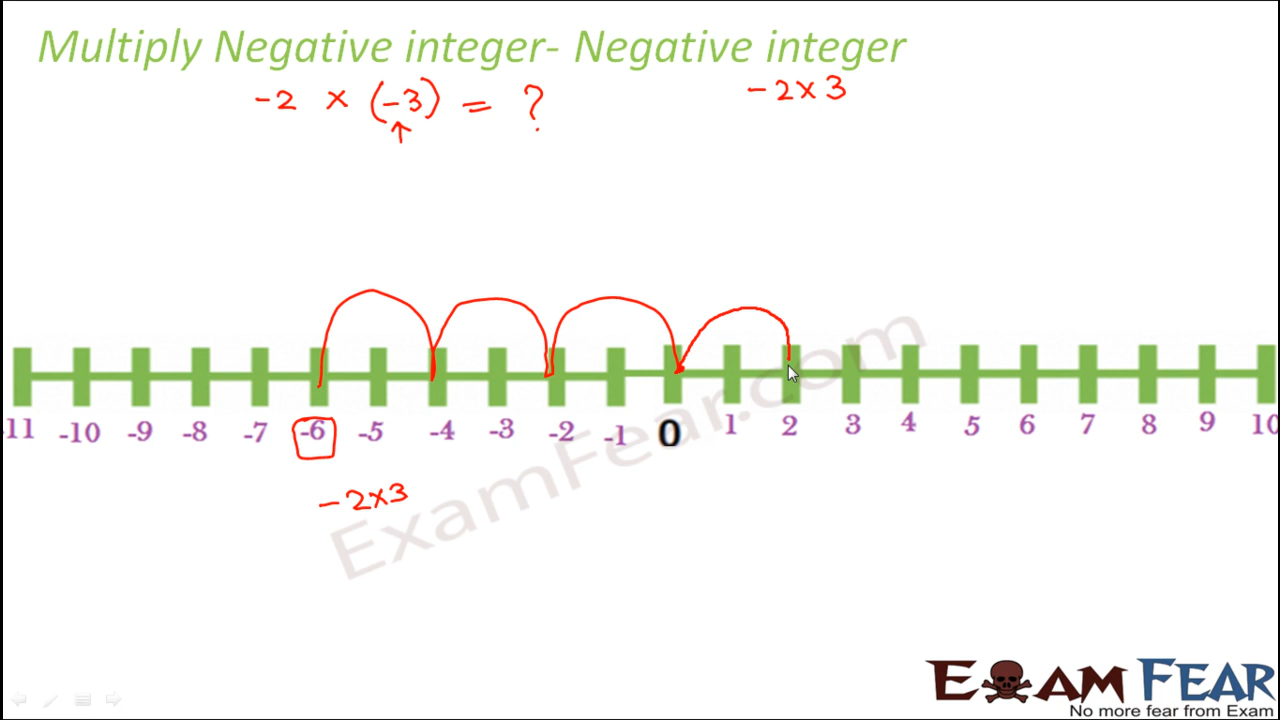 Multiply Negative integer- Negative integer
-2 × (-3) = ?
-2×3
-11 -10 -9 -8 -7 -6 -5 -4 -3 -2 -1 0 1 2 3 4 5 6 7 8 9 10
-2×3
ExamFear.com
EXAMFEAR
No more fear from Exam